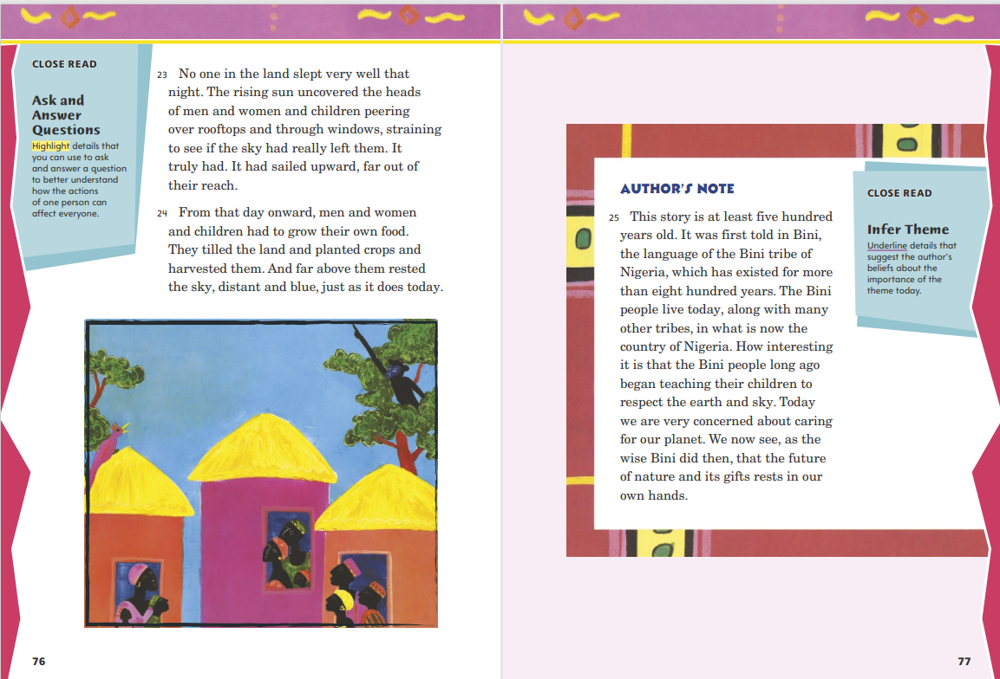 CLOSE READ
Ask and
Answer
Questions
Highlight details that
you can use to ask
and answer a question
to better understand
how the actions
of one person can
affect everyone.
23 No one in the land slept very well that
night. The rising sun uncovered the heads
of men and women and children peering
over rooftops and through windows, straining
to see if the sky had really left them. It
truly had. It had sailed upward, far out of
their reach.
24 From that day onward, men and women
and children had to grow their own food.
They tilled the land and planted crops and
harvested them. And far above them rested
the sky, distant and blue, just as it does today.
76
AUTHOR'S NOTE
25 This story is at least five hundred
years old. It was first told in Bini,
the language of the Bini tribe of
Nigeria, which has existed for more
than eight hundred years. The Bini
people live today, along with many
other tribes, in what is now the
country of Nigeria. How interesting
it is that the Bini people long ago
began teaching their children to
respect the earth and sky. Today
we are very concerned about caring
for our planet. We now see, as the
wise Bini did then, that the future
of nature and its gifts rests in our
own hands.
CLOSE READ
Infer Theme
Underline details that
suggest the author's
beliefs about the
importance of the
theme today.
77